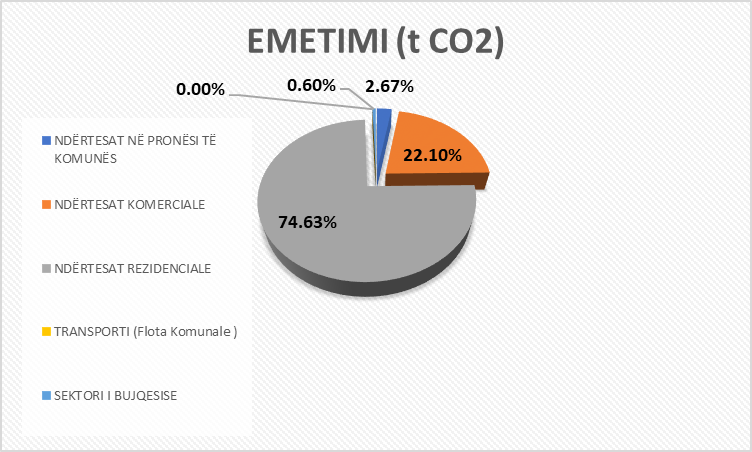 EMETIMI (t CO2)
0.00%
0.60%
2.67%
22.10%
74.63%
NDËRTESAT NË PRONËSI TË
KOMUNËS
NDËRTESAT KOMERCIALE
NDËRTESAT REZIDENCIALE
TRANSPORTI (Flota Komunale )
SEKTORI I BUJQESISE